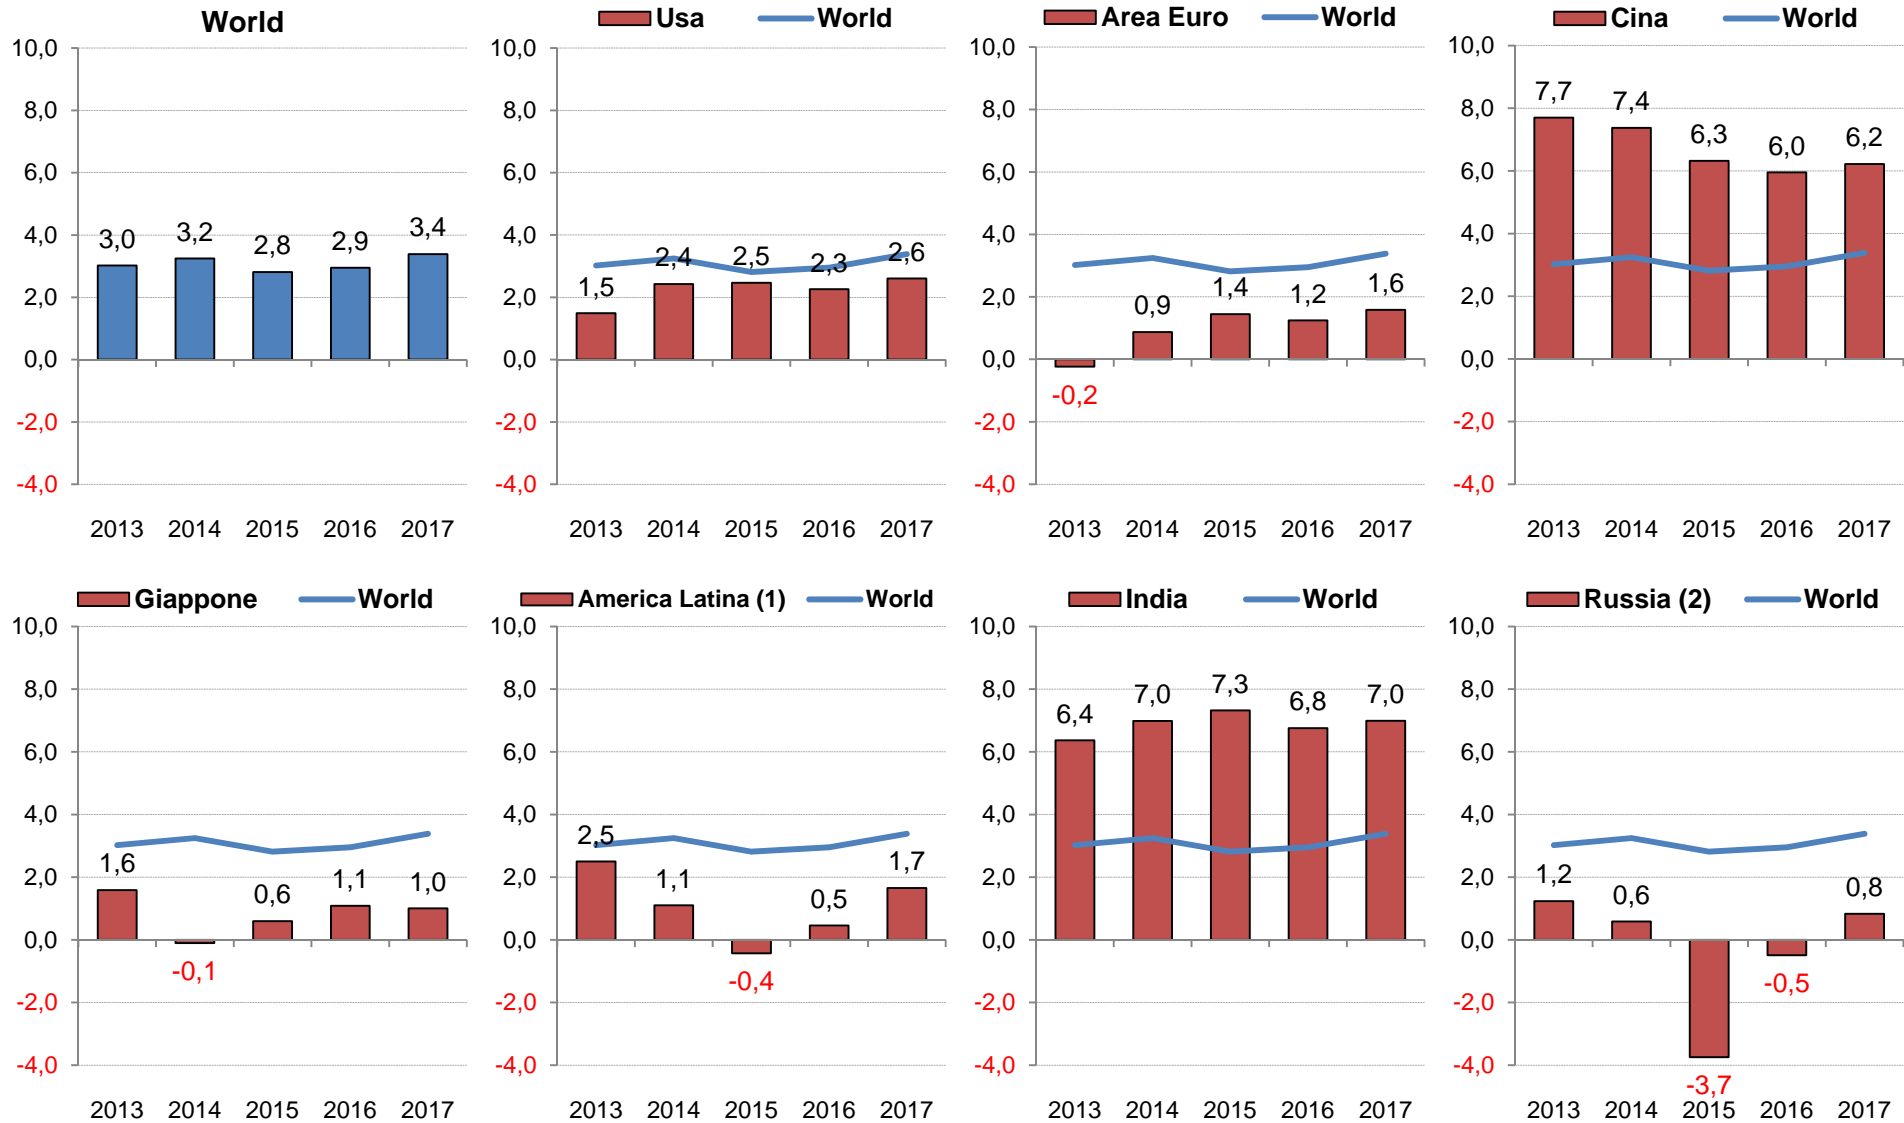 World
10,0
8,0
6,0
4,0
2,0
0,0
-2,0
-4,0
3,0 3,2 2,8 2,9 3,4
2013 2014 2015 2016 2017
Usa World
10,0
8,0
6,0
4,0
2,0
0,0
-2,0
-4,0
1,5 2,4 2,5 2,3 2,6
2013 2014 2015 2016 2017
Area Euro World
10,0
8,0
6,0
4,0
2,0
0,0
-2,0
-4,0
-0,2 0,9 1,4 1,2 1,6
2013 2014 2015 2016 2017
Cina World
10,0
8,0
6,0
4,0
2,0
0,0
-2,0
-4,0
7,7 7,4 6,3 6,0 6,2
2013 2014 2015 2016 2017
Giappone World
10,0
8,0
6,0
4,0
2,0
0,0
-2,0
-4,0
1,6 -0,1 0,6 1,1 1,0
2013 2014 2015 2016 2017
America Latina (1) World
10,0
8,0
6,0
4,0
2,0
0,0
-2,0
-4,0
2,5 1,1 -0,4 0,5 1,7
2013 2014 2015 2016 2017
India World
10,0
8,0
6,0
4,0
2,0
0,0
-2,0
-4,0
6,4 7,0 7,3 6,8 7,0
2013 2014 2015 2016 2017
Russia (2) World
10,0
8,0
6,0
4,0
2,0
0,0
-2,0
-4,0
1,2 0,6 -3,7 -0,5 0,8
2013 2014 2015 2016 2017